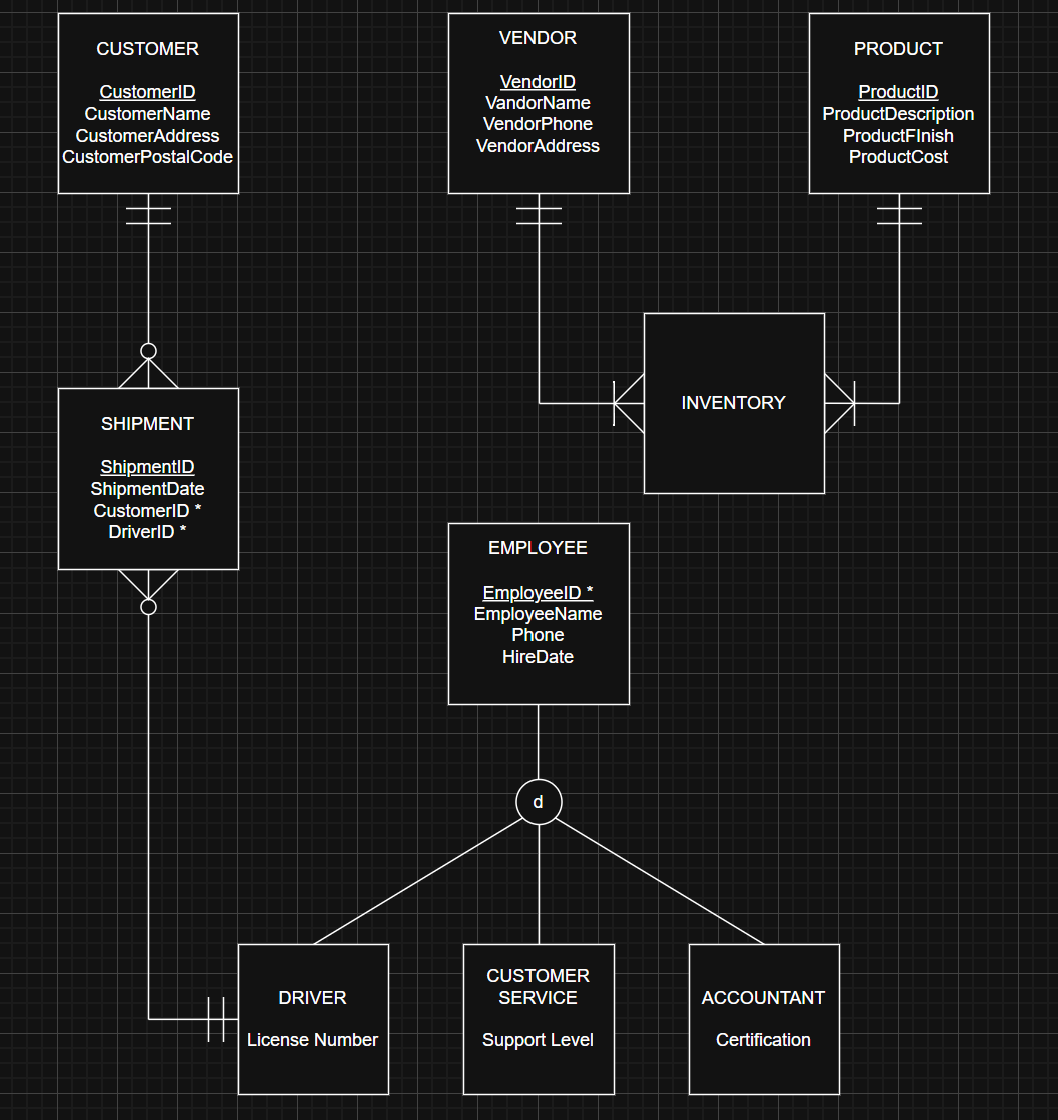 CUSTOMER
CustomerID
CustomerName
CustomerAddress
CustomerPostalCode
VENDOR
VendorID
VandorName
VendorPhone
VendorAddress
PRODUCT
ProductID
ProductDescription
ProductFInish
ProductCost
INVENTORY
SHIPMENT
ShipmentID
ShipmentDate
CustomerID *
DriverID *
EMPLOYEE
EmployeeID *
EmployeeName
Phone
HireDate
d
DRIVER
License Number
CUSTOMER
SERVICE
Support Level
ACCOUNTANT
Certification